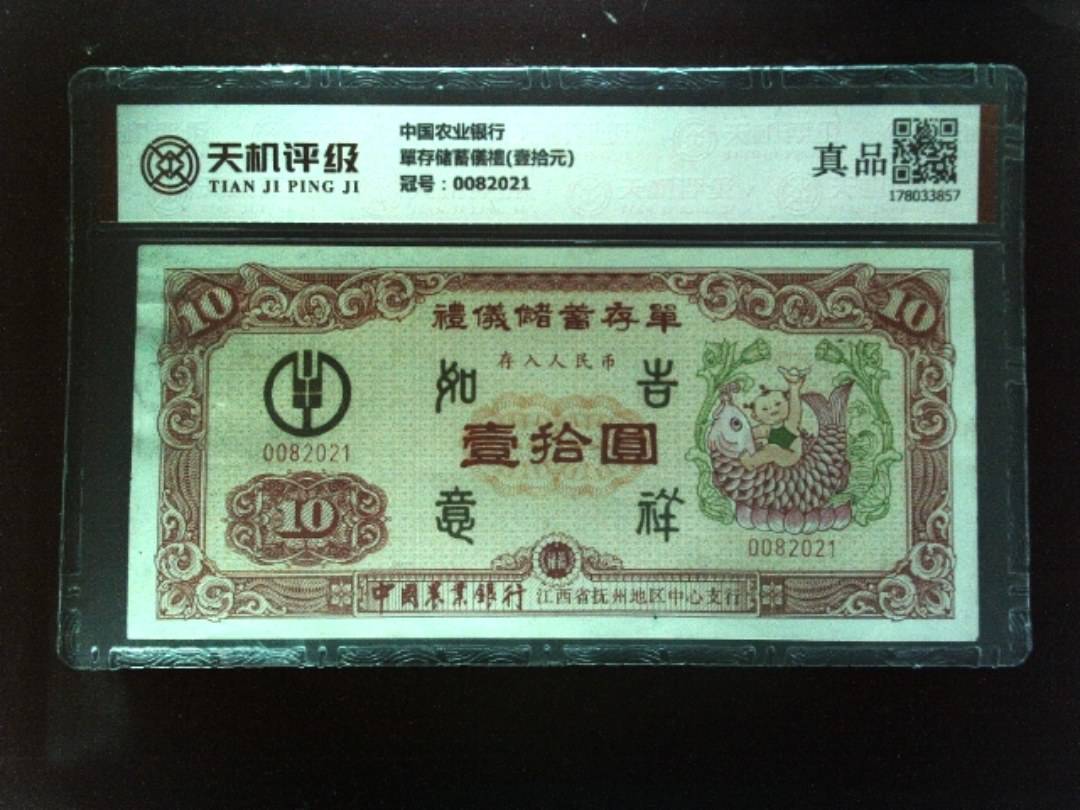 天机评级
TIAN JI PING JI
中国农业银行
單存储蓄儀禮(壹拾元)
冠号：0082021
真品
178033857
10
10
禮儀儲蓄存單
存入人民币
如
吉
壹拾圓
意
祥
0082021
10
0082021
中國農業銀行 江西省抚州地区中心支行